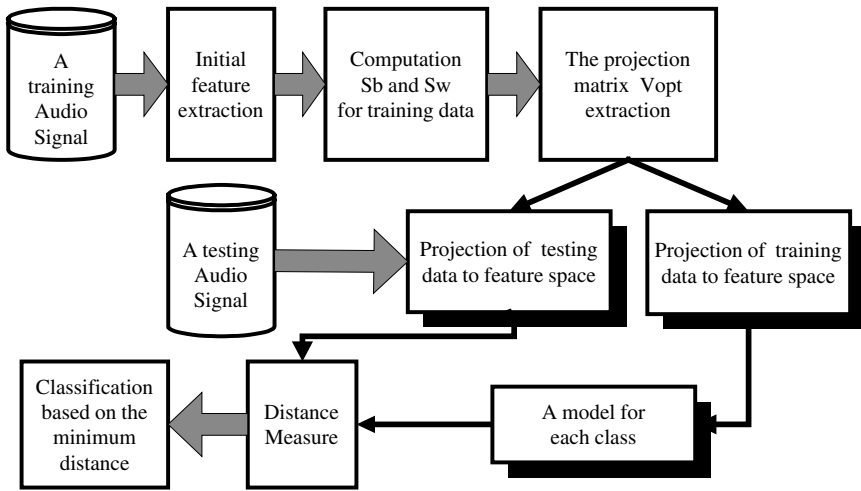 A
training
Audio
Signal
Initial
feature
extraction
Computation
Sb and Sw
for training data
The projection
matrix Vopt
extraction
A testing
Audio
Signal
Projection of testing
data to feature space
Projection of training
data to feature space
Classification
based on the
minimum
distance
Distance
Measure
A model for
each class